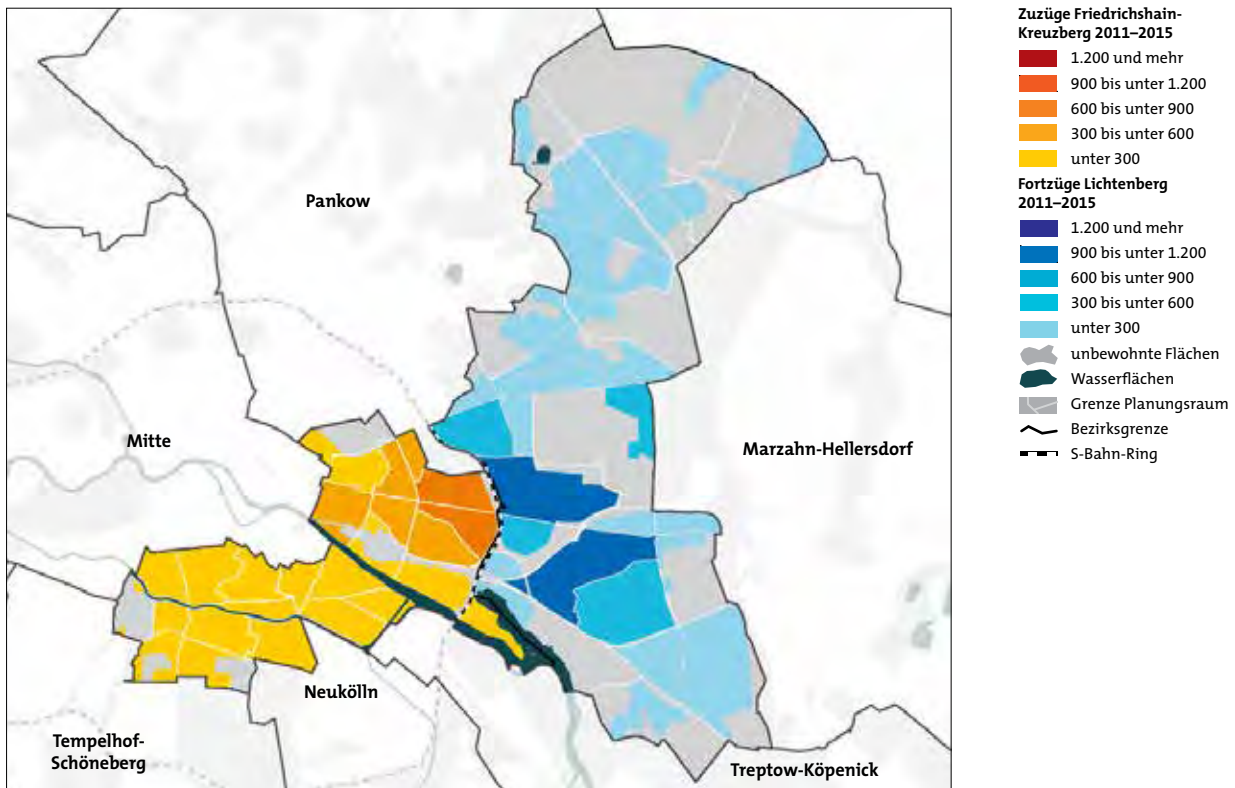 Pankow
Mitte
Marzahn-Hellersdorf
Neukölln
Tempelhof-
Schöneberg
Treptow-Köpenick
Zuzüge Friedrichshain-
Kreuzberg 2011–2015
1.200 und mehr
900 bis unter 1.200
600 bis unter 900
300 bis unter 600
unter 300
Fortzüge Lichtenberg
2011–2015
1.200 und mehr
900 bis unter 1.200
600 bis unter 900
300 bis unter 600
unter 300
unbewohnte Flächen
Wasserflächen
Grenze Planungsraum
Bezirksgrenze
S-Bahn-Ring